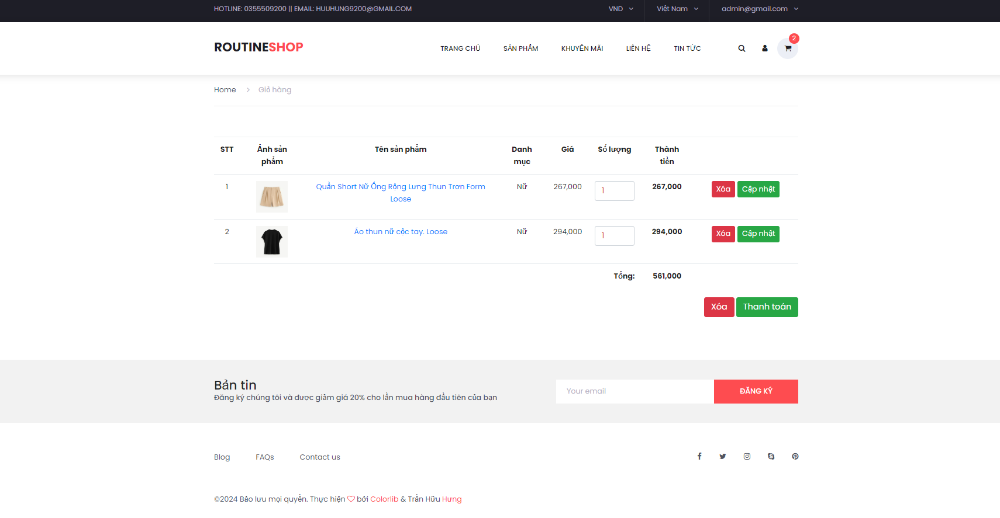 HOTLINE: 0355509200 || EMAIL: HUUHUNG9200@GMAIL.COM VND Việt Nam admin@gmail.com
ROUTINESHOP TRANG CHỦ SẢN PHẨM KHUYẾN MÃI LIÊN HỆ TIN TỨC 2
Home > Giỏ hàng
STT Ảnh sản phẩm Tên sản phẩm Danh mục Giá Số lượng Thành tiền
1 Quần Short Nữ Ống Rộng Lưng Thun Trơn Form Loose Nữ 267,000 1 267,000 Xóa Cập nhật
2 Áo thun nữ cộc tay. Loose Nữ 294,000 1 294,000 Xóa Cập nhật
Tổng: 561,000
Xóa Thanh toán
Bản tin
Đăng ký chúng tôi và được giảm giá 20% cho lần mua hàng đầu tiên của bạn
Your email ĐĂNG KÝ
Blog FAQs Contact us
©2024 Bảo lưu mọi quyền. Thực hiện ♡ bởi Colorlib & Trần Hữu Hưng